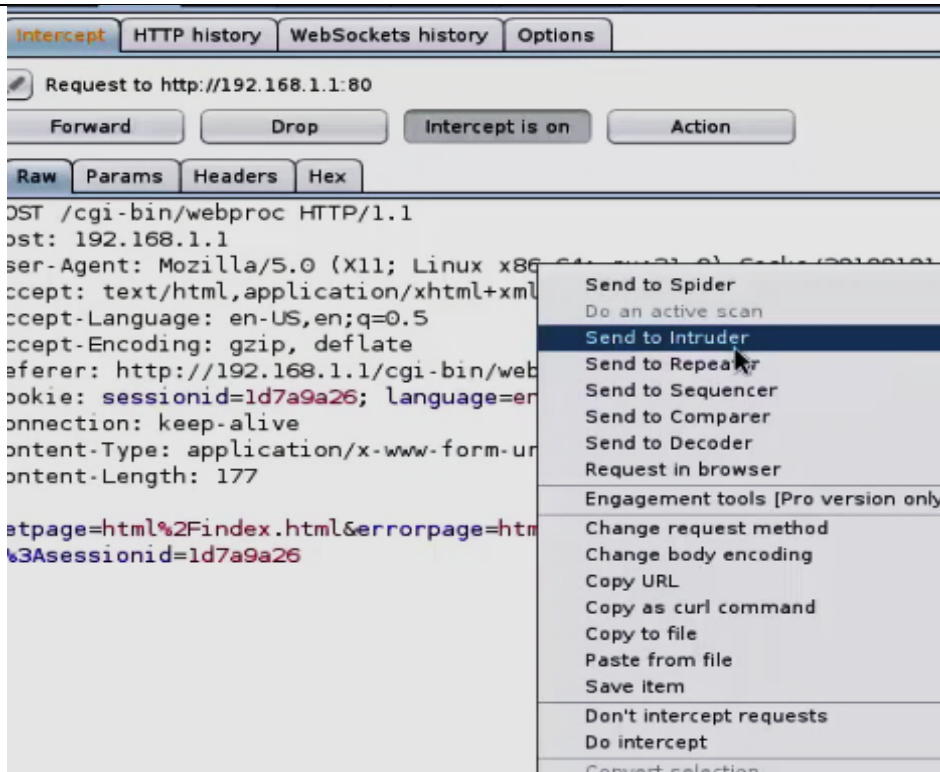 Intercept HTTP history WebSockets history Options
Request to http://192.168.1.1:80
Forward Drop Intercept is on Action
Raw Params Headers Hex
OST /cgi-bin/webproc HTTP/1.1
ost: 192.168.1.1
ser-Agent: Mozilla/5.0 (X11; Linux x86
ccept: text/html,application/xhtml+xml
ccept-Language: en-US,en;q=0.5
ccept-Encoding: gzip, deflate
eferer: http://192.168.1.1/cgi-bin/web
ookie: sessionid=1d7a9a26; language=en
onnection: keep-alive
ontent-Type: application/x-www-form-ur
ontent-Length: 177
etpage=html%2Findex.html&errorpage=htm
%3Asessionid=1d7a9a26
Send to Spider
Do an active scan
Send to Intruder
Send to Repeater
Send to Sequencer
Send to Comparer
Send to Decoder
Request in browser
Engagement tools [Pro version only
Change request method
Change body encoding
Copy URL
Copy as curl command
Copy to file
Paste from file
Save item
Don't intercept requests
Do intercept
Convert selection